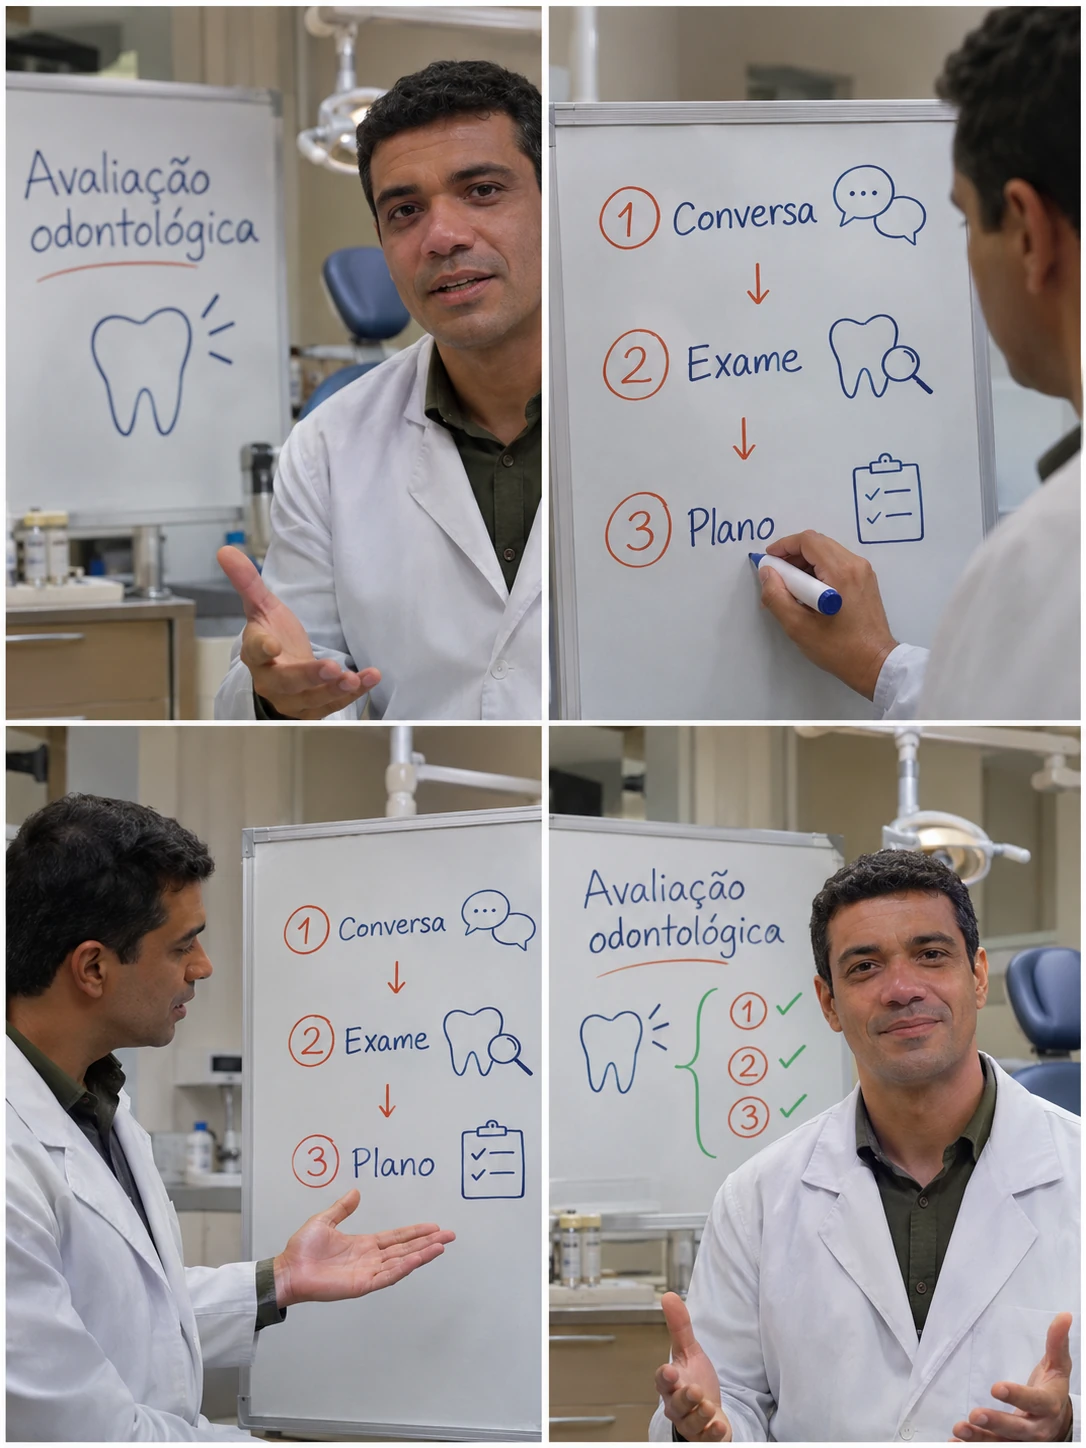 Avaliação
odontológica
1 Conversa
2 Exame
3 Plano
1 Conversa
2 Exame
3 Plano
Avaliação
odontológica
1
2
3